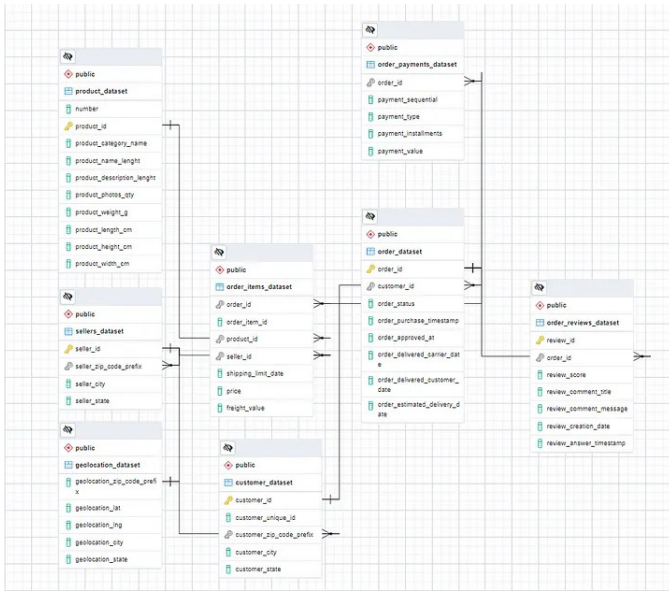 public
product_dataset
number
product_id
product_category_name
product_name_lenght
product_description_lenght
product_photos_qty
product_weight_g
product_length_cm
product_height_cm
product_width_cm
public
sellers_dataset
seller_id
seller_zip_code_prefix
seller_city
seller_state
public
geolocation_dataset
geolocation_zip_code_prefi
x
geolocation_lat
geolocation_lng
geolocation_city
geolocation_state
public
order_items_dataset
order_id
order_item_id
product_id
seller_id
shipping_limit_date
price
freight_value
public
customer_dataset
customer_id
customer_unique_id
customer_zip_code_prefix
customer_city
customer_state
public
order_payments_dataset
order_id
payment_sequential
payment_type
payment_installments
payment_value
public
order_dataset
order_id
customer_id
order_status
order_purchase_timestamp
order_approved_at
order_delivered_carrier_dat
e
order_delivered_customer_
date
order_estimated_delivery_d
ate
public
order_reviews_dataset
review_id
order_id
review_score
review_comment_title
review_comment_message
review_creation_date
review_answer_timestamp